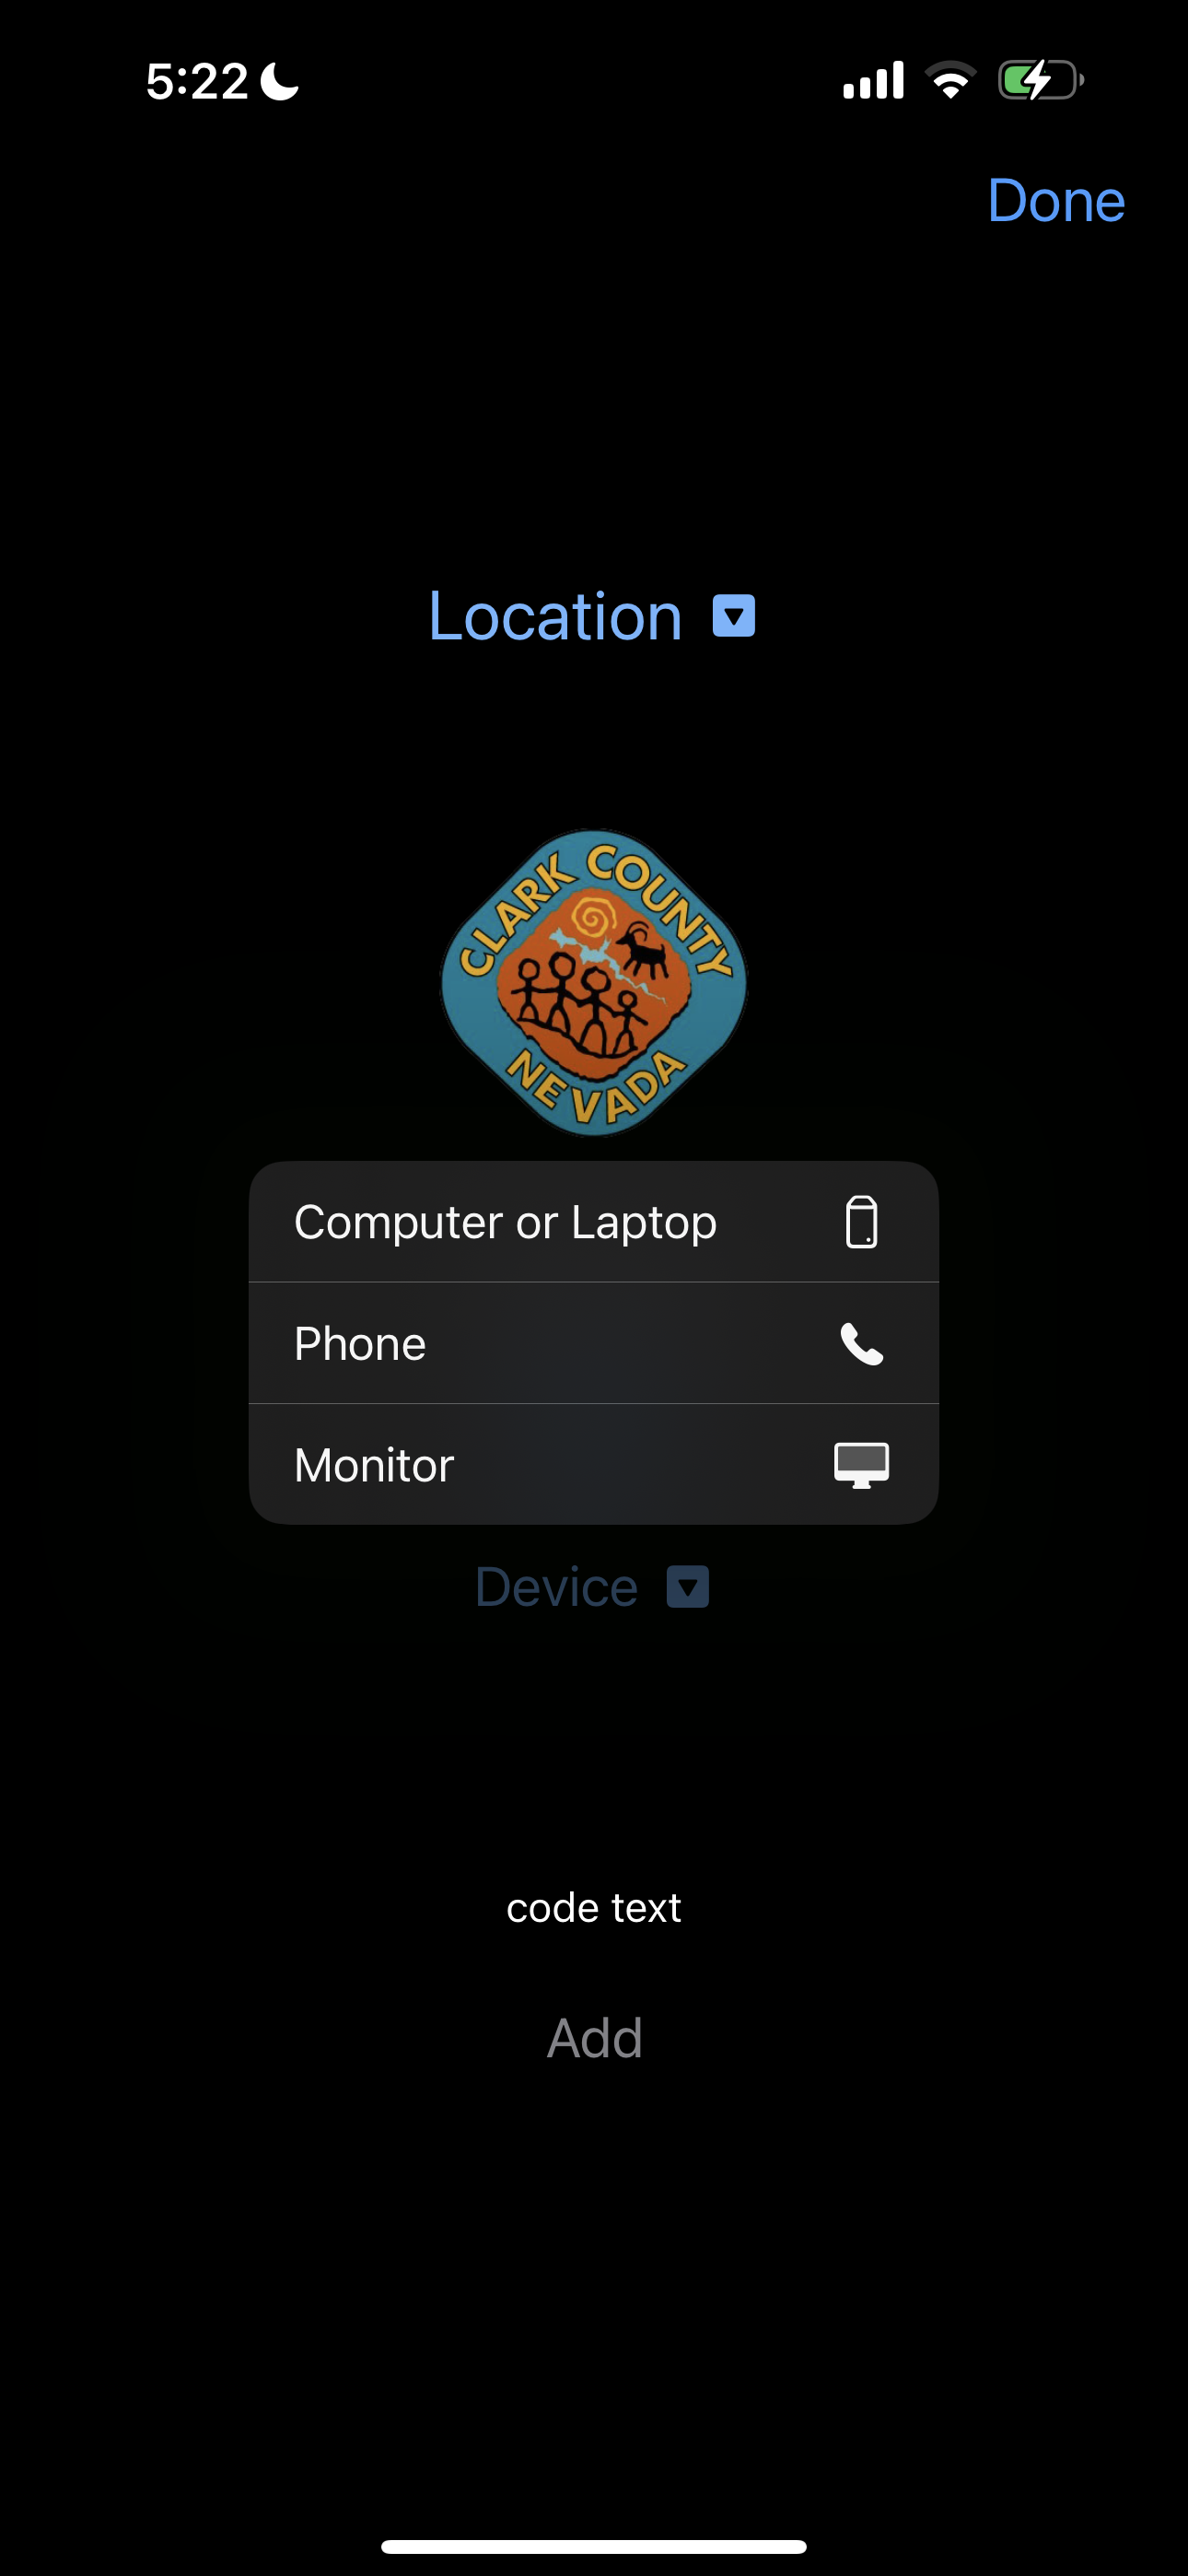 5:22
Done
Location
CLARK COUNTY
NEVADA
Computer or Laptop
Phone
Monitor
Device
code text
Add